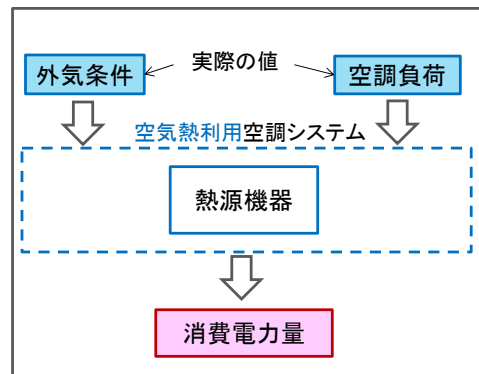 実際の値
外気条件
空調負荷
空気熱利用空調システム
熱源機器
消費電力量